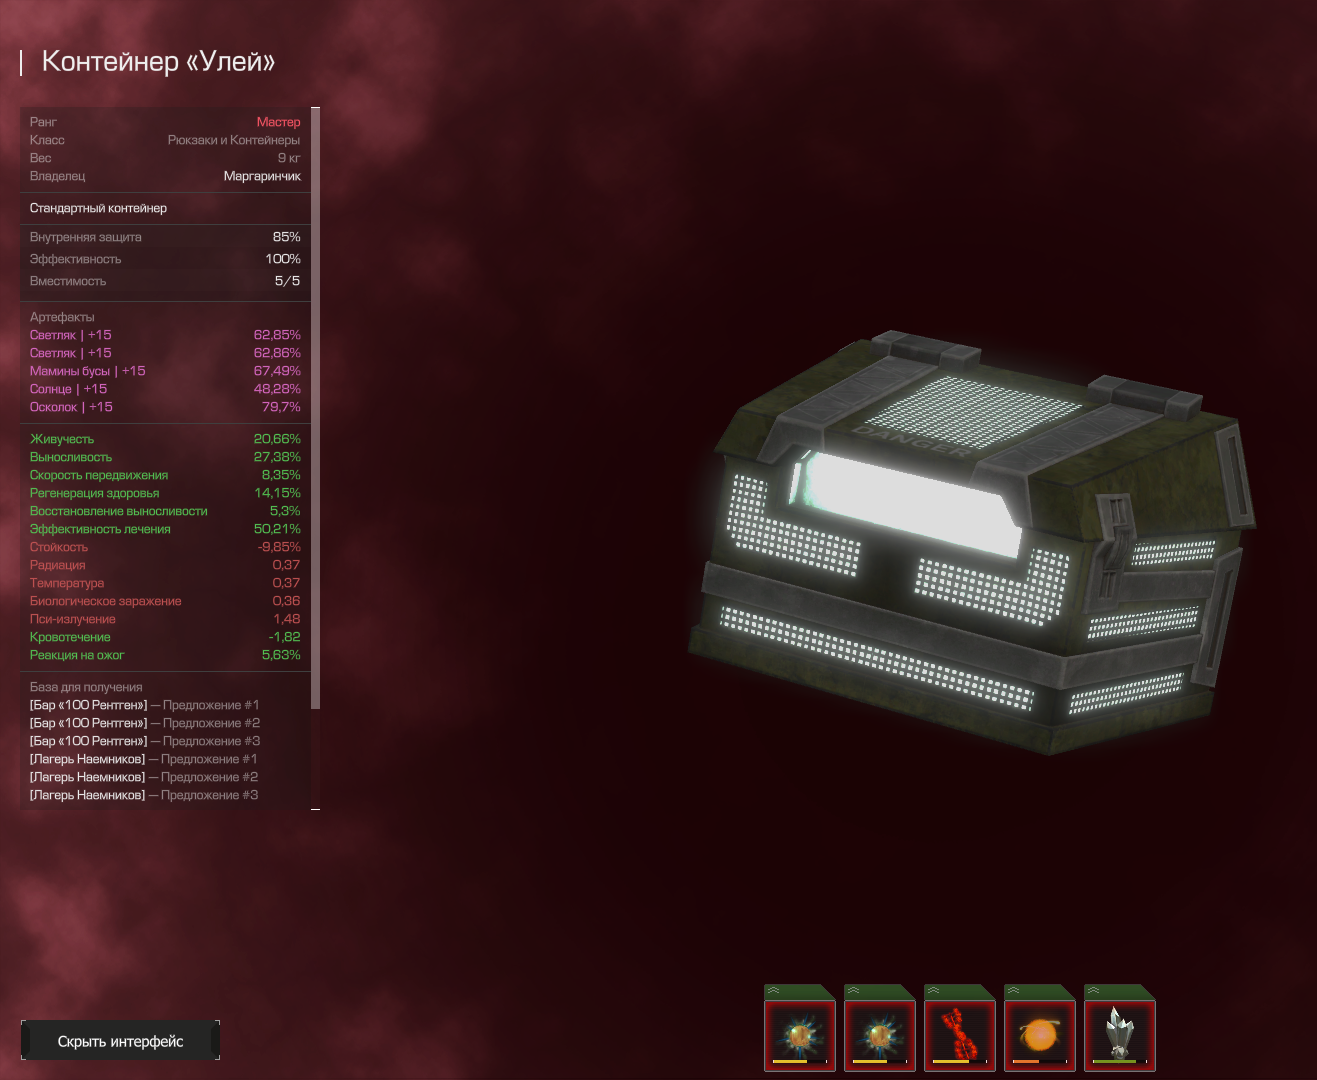 Контейнер «Улей»
Ранг Мастер
Класс Рюкзаки и Контейнеры
Вес 9 кг
Владелец Маргаринчик
Стандартный контейнер
Внутренняя защита 85%
Эффективность 100%
Вместимость 5/5
Артефакты
Светляк | +15 62,85%
Светляк | +15 62,86%
Мамины бусы | +15 67,49%
Солнце | +15 48,28%
Осколок | +15 79,7%
Живучесть 20,66%
Выносливость 27,38%
Скорость передвижения 8,35%
Регенерация здоровья 14,15%
Восстановление выносливости 5,3%
Эффективность лечения 50,21%
Стойкость -9,85%
Радиация 0,37
Температура 0,37
Биологическое заражение 0,36
Пси-излучение 1,48
Кровотечение -1,82
Реакция на ожог 5,63%
База для получения
[Бар «100 Рентген»] — Предложение #1
[Бар «100 Рентген»] — Предложение #2
[Бар «100 Рентген»] — Предложение #3
[Лагерь Наемников] — Предложение #1
[Лагерь Наемников] — Предложение #2
[Лагерь Наемников] — Предложение #3
DANGER
Скрыть интерфейс